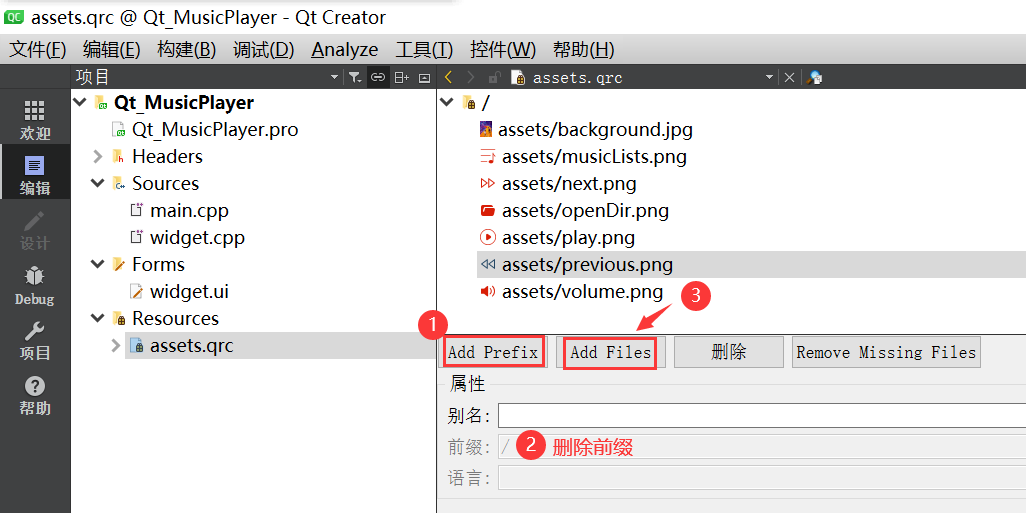 assets.qrc @ Qt_MusicPlayer - Qt Creator
文件(F) 编辑(E) 构建(B) 调试(D) Analyze 工具(T) 控件(W) 帮助(H)
项目
assets.qrc
欢迎
编辑
设计
Debug
项目
帮助
Qt_MusicPlayer
Qt_MusicPlayer.pro
Headers
Sources
main.cpp
widget.cpp
Forms
widget.ui
Resources
assets.qrc
/
assets/background.jpg
assets/musicLists.png
assets/next.png
assets/openDir.png
assets/play.png
assets/previous.png
assets/volume.png
1
3
Add Prefix Add Files 删除 Remove Missing Files
属性
别名:
前缀: / 2 删除前缀
语言: